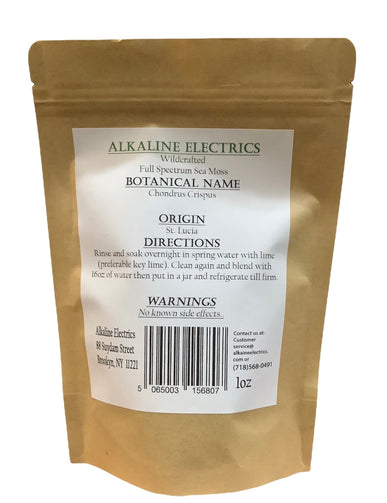 ALKALINE ELECTRICS
Wildcrafted
Full Spectrum Sea Moss
BOTANICAL NAME
Chondrus Crispus
ORIGIN
St. Lucia
DIRECTIONS
Rinse and soak overnight in spring water with lime
(preferable key lime). Clean again and blend with
16oz of water then put in a jar and refrigerate till firm.
WARNINGS
No known side effects.
Alkaline Electrics
88 Suydam Street
Brooklyn, NY 11221
5 065003 156807
Contact us at:
Customer
service@
alkaineelectrics.
com or
(718)568-0491
1oz